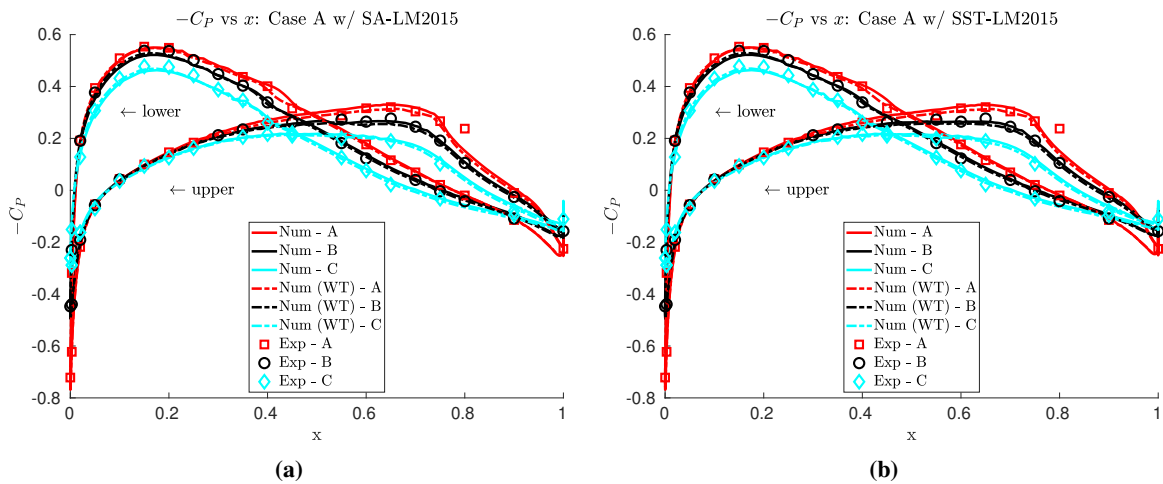 −C_P vs x: Case A w/ SA-LM2015
0.6
0.4
0.2
0
-0.2
-0.4
-0.6
-0.8
−C_P
← lower
← upper
Num - A
Num - B
Num - C
Num (WT) - A
Num (WT) - B
Num (WT) - C
Exp - A
Exp - B
Exp - C
0 0.2 0.4 0.6 0.8 1
x
(a)
−C_P vs x: Case A w/ SST-LM2015
0.6
0.4
0.2
0
-0.2
-0.4
-0.6
-0.8
−C_P
← lower
← upper
Num - A
Num - B
Num - C
Num (WT) - A
Num (WT) - B
Num (WT) - C
Exp - A
Exp - B
Exp - C
0 0.2 0.4 0.6 0.8 1
x
(b)